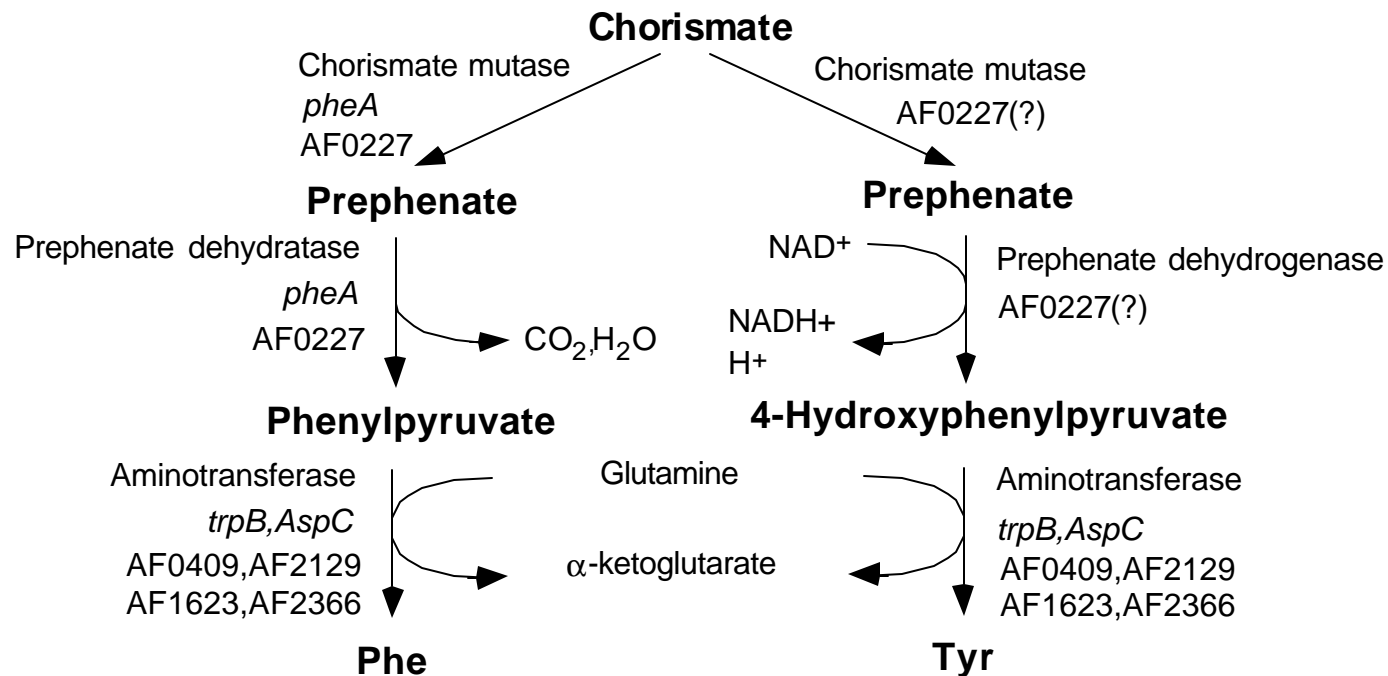 Chorismate
Chorismate mutase
pheA
AF0227
Chorismate mutase
AF0227(?)
Prephenate
Prephenate
Prephenate dehydratase
pheA
AF0227
CO2,H2O
NAD+
NADH+
H+
Prephenate dehydrogenase
AF0227(?)
Phenylpyruvate
4-Hydroxyphenylpyruvate
Aminotransferase
trpB,AspC
AF0409,AF2129
AF1623,AF2366
Glutamine
α-ketoglutarate
Aminotransferase
trpB,AspC
AF0409,AF2129
AF1623,AF2366
Phe
Tyr